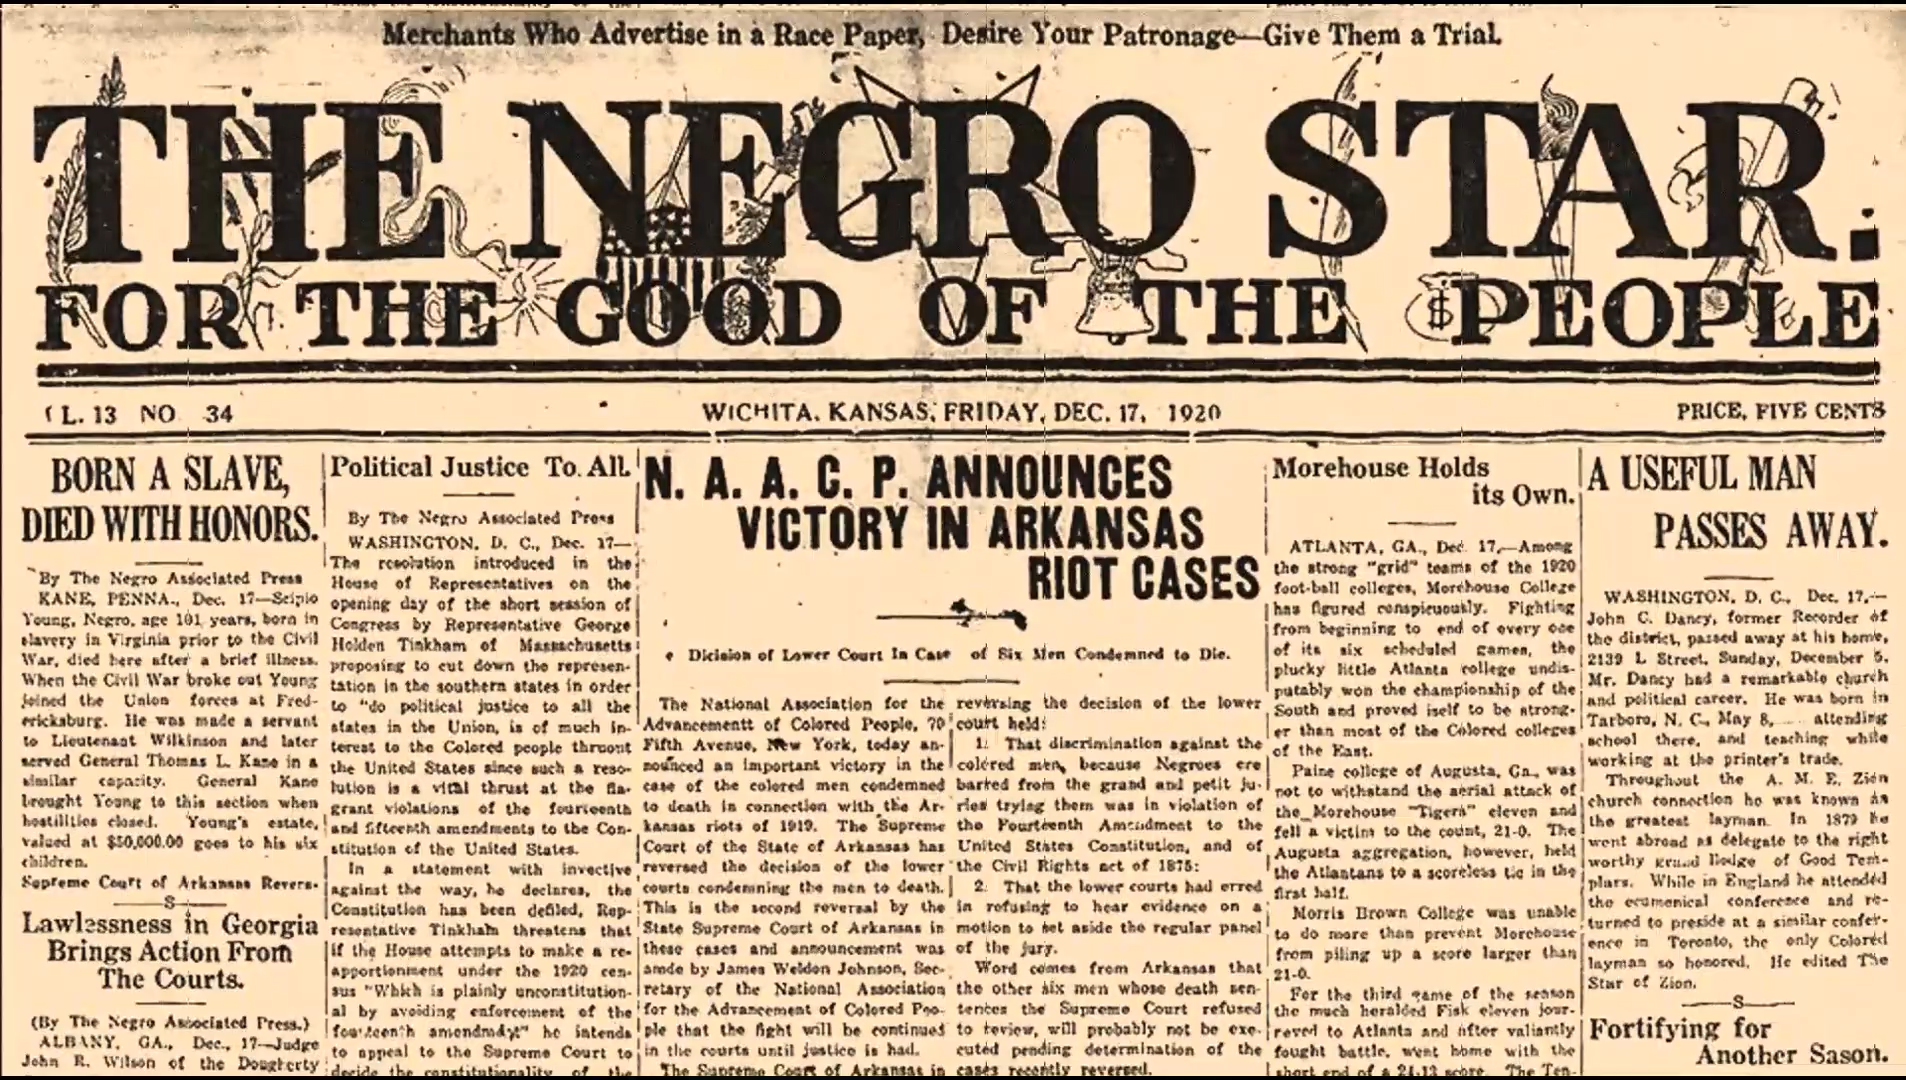 Merchants Who Advertise in a Race Paper, Desire Your Patronage—Give Them a Trial.
THE NEGRO STAR.
FOR THE GOOD OF THE PEOPLE
L. 13 NO 34
WICHITA, KANSAS, FRIDAY, DEC. 17, 1920
PRICE, FIVE CENTS
BORN A SLAVE,
DIED WITH HONORS.
By The Negro Associated Press
KANE, PENNA., Dec. 17—Scipio
Young, Negro, age 101 years, born in
slavery in Virginia prior to the Civil
War, died here after a brief illness.
When the Civil War broke out Young
joined the Union forces at Fred-
ericksburg. He was made a servant
to Lieutenant Wilkinson and later
served General Thomas L. Kane in a
similar capacity. General Kane
brought Young to this section when
hostilities closed. Young's estate,
valued at $50,000.00 goes to his six
children.
Supreme Court of Arkansas Revers-
S
Lawlessness in Georgia
Brings Action From
The Courts.
(By The Negro Associated Press.)
ALBANY, GA., Dec., 17—Judge
John R. Wilson of the Dougherty
Political Justice To All.
By The Negro Associated Press
WASHINGTON, D. C., Dec. 17—
The resolution introduced in the
House of Representatives on the
opening day of the short session of
Congress by Representative George
Holden Tinkham of Massachusetts
proposing to cut down the represen-
tation in the southern states in order
to "do political justice to all the
states in the Union, is of much in-
terest to the Colored people thruout
the United States since such a reso-
lution is a vital thrust at the fla-
grant violations of the fourteenth
and fifteenth amendments to the Con-
stitution of the United States.
In a statement with invective
against the way, he declares, the
Constitution has been defiled, Rep-
resentative Tinkham threatens that
if the House attempts to make a re-
apportionment under the 1920 cen-
sus "Which is plainly unconstitution-
al by avoiding enforcement of the
fourteenth he intends
to appeal to the Supreme Court to
decide the constitutionality of the
N. A. A. C. P. ANNOUNCES
VICTORY IN ARKANSAS
RIOT CASES
Dicision of Lower Court In Case of Six Men Condemned to Die.
The National Association for the
Advancementt of Colored People, 70
Fifth Avenue, New York, today an-
nounced an important victory in the
case of the colored men condemned
to death in connection with the Ar-
kansas riots of 1919. The Supreme
Court of the State of Arkansas has
reversed the decision of the lower
courts condemning the men to death.
This is the second reversal by the
State Supreme Court of Arkansas in
these cases and announcement was
made by James Weldon Johnson, Sec-
retary of the National Association
for the Advancement of Colored Peo-
ple that the fight will be continued
in the courts until justice is had.
The Supreme Court of Arkansas in
reversing the decision of the lower
court held:
1. That discrimination against the
colored men, because Negroes ere
barred from the grand and petit ju-
ries trying them was in violation of
the Fourteenth Amendment to the
United States Constitution, and of
the Civil Rights act of 1875:
2. That the lower courts had erred
in refusing to hear evidence on a
motion to set aside the regular panel
of the jury.
Word comes from Arkansas that
the other six men whose death sen-
tences the Supreme Court refused
to review, will probably not be exe-
cuted pending determination of the
cases recently reversed.
Morehouse Holds
its Own.
ATLANTA, GA., Dec. 17,—Among
the strong "grid" teams of the 1920
foot-ball colleges, Morehouse College
has figured conspicuously. Fighting
from beginning to end of every one
of its six scheduled games, the
plucky little Atlanta college undis-
putably won the championship of the
South and proved iself to be strong-
er than most of the Colored colleges
of the East.
Paine college of Augusta, Ga., was
not to withstand the aerial attack of
the Morehouse "Tigers" eleven and
fell a victim to the count, 21-0. The
Augusta aggregation, however, held
the Atlantans to a scoreless tie in the
first half.
Morris Brown College was unable
to do more than prevent Morehouse
from piling up a score larger than
21-0.
For the third game of the season
the much heralded Fisk eleven jour-
reved to Atlanta and after valiantly
fought battle, went home with the
short end of a 21-13 score. The Ten-
A USEFUL MAN
PASSES AWAY.
WASHINGTON, D. C., Dec. 17,—
John C. Dancy, former Recorder of
the district, passed away at his home,
2139 L Street, Sunday, December 5.
Mr. Dancy had a remarkable church
and political career. He was born in
Tarboro, N. C., May 8, attending
school there, and teaching while
working at the printer's trade.
Throughout the A. M. E. Zion
church connection he was known as
the greatest layman. In 1879 he
went abroad as delegate to the right
worthy grand lodge of Good Tem-
plars. While in England he attended
the ecumenical conference and re-
turned to preside at a similar confer-
ence in Toronto, the only Colored
layman so honored. He edited The
Star of Zion.
S
Fortifying for
Another Sason.